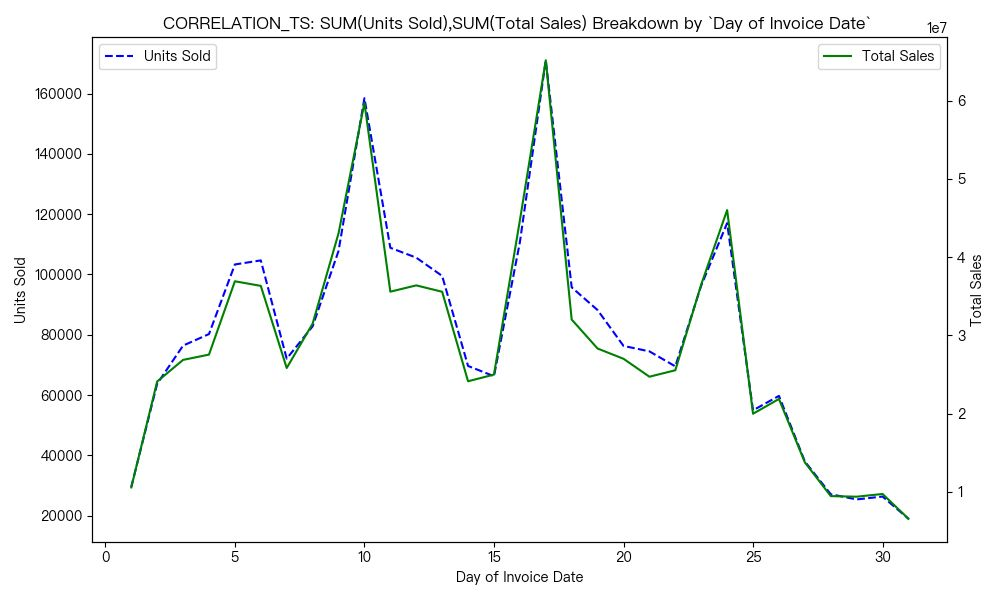 CORRELATION_TS: SUM(Units Sold),SUM(Total Sales) Breakdown by `Day of Invoice Date`
1e7
Units Sold
Total Sales
160000
140000
120000
100000
80000
60000
40000
20000
Units Sold
6
5
4
3
2
1
Total Sales
0 5 10 15 20 25 30
Day of Invoice Date